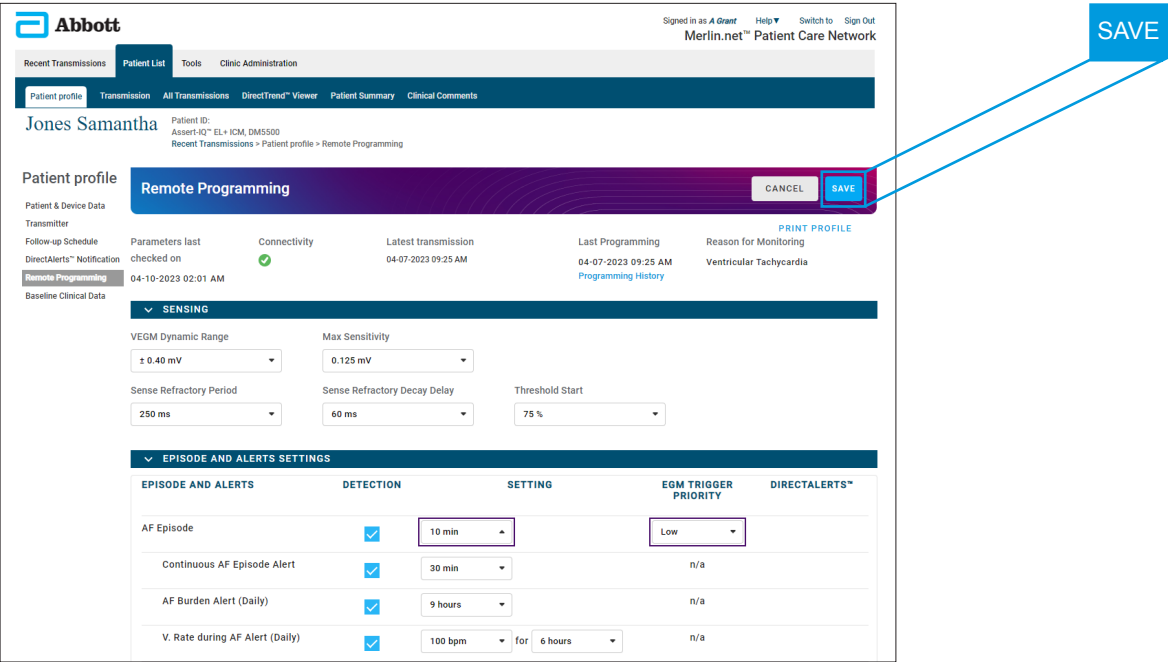 Abbott
Signed in as A Grant Help▼ Switch to Sign Out
Merlin.net™ Patient Care Network
SAVE
Recent Transmissions Patient List Tools Clinic Administration
Patient profile Transmission All Transmissions DirectTrend™ Viewer Patient Summary Clinical Comments
Jones Samantha
Patient ID:
Assert-IQ™ EL+ ICM, DM5500
Recent Transmissions > Patient profile > Remote Programming
Patient profile
Patient & Device Data
Transmitter
Follow-up Schedule
DirectAlerts™ Notification
Remote Programming
Baseline Clinical Data
Remote Programming
CANCEL SAVE
PRINT PROFILE
Parameters last checked on
04-10-2023 02:01 AM
Connectivity
Latest transmission
04-07-2023 09:25 AM
Last Programming
04-07-2023 09:25 AM
Programming History
Reason for Monitoring
Ventricular Tachycardia
SENSING
VEGM Dynamic Range Max Sensitivity
± 0.40 mV 0.125 mV
Sense Refractory Period Sense Refractory Decay Delay Threshold Start
250 ms 60 ms 75 %
EPISODE AND ALERTS SETTINGS
EPISODE AND ALERTS DETECTION SETTING EGM TRIGGER PRIORITY DIRECTALERTS™
AF Episode 10 min Low
Continuous AF Episode Alert 30 min n/a
AF Burden Alert (Daily) 9 hours n/a
V. Rate during AF Alert (Daily) 100 bpm for 6 hours n/a